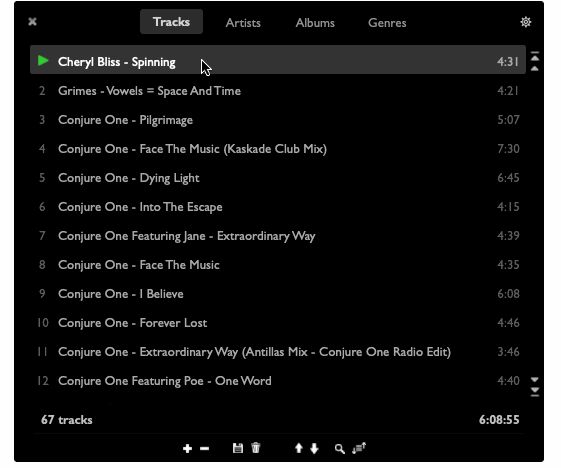 Tracks Artists Albums Genres
Cheryl Bliss - Spinning 4:31
2 Grimes - Vowels = Space And Time 4:21
3 Conjure One - Pilgrimage 5:07
4 Conjure One - Face The Music (Kaskade Club Mix) 7:30
5 Conjure One - Dying Light 6:45
6 Conjure One - Into The Escape 4:15
7 Conjure One Featuring Jane - Extraordinary Way 4:39
8 Conjure One - Face The Music 4:35
9 Conjure One - I Believe 6:08
10 Conjure One - Forever Lost 4:46
11 Conjure One - Extraordinary Way (Antillas Mix - Conjure One Radio Edit) 3:46
12 Conjure One Featuring Poe - One Word 4:40
67 tracks 6:08:55